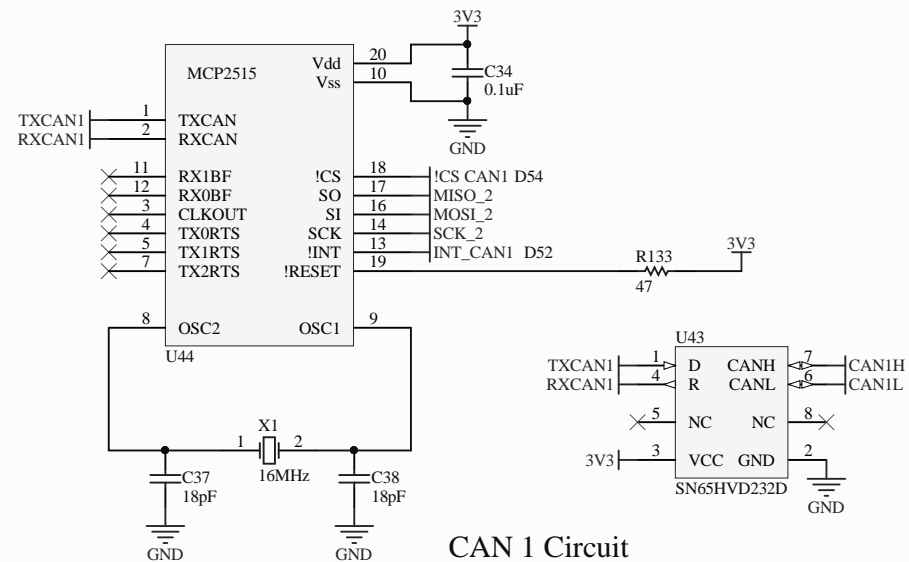 3V3
MCP2515
Vdd 20
Vss 10
C34
0.1uF
GND
TXCAN1 1 TXCAN
RXCAN1 2 RXCAN
11 RX1BF !CS 18 !CS CAN1 D54
12 RX0BF SO 17 MISO_2
3 CLKOUT SI 16 MOSI_2
4 TX0RTS SCK 14 SCK_2
5 TX1RTS !INT 13 INT_CAN1 D52
7 TX2RTS !RESET 19
R133
47
3V3
8 OSC2 OSC1 9
U44
X1
1 2
16MHz
C37
18pF
GND
C38
18pF
GND
U43
TXCAN1 1 D CANH 7 CAN1H
RXCAN1 4 R CANL 6 CAN1L
5 NC NC 8
3V3 3 VCC GND 2
SN65HVD232D
GND
CAN 1 Circuit